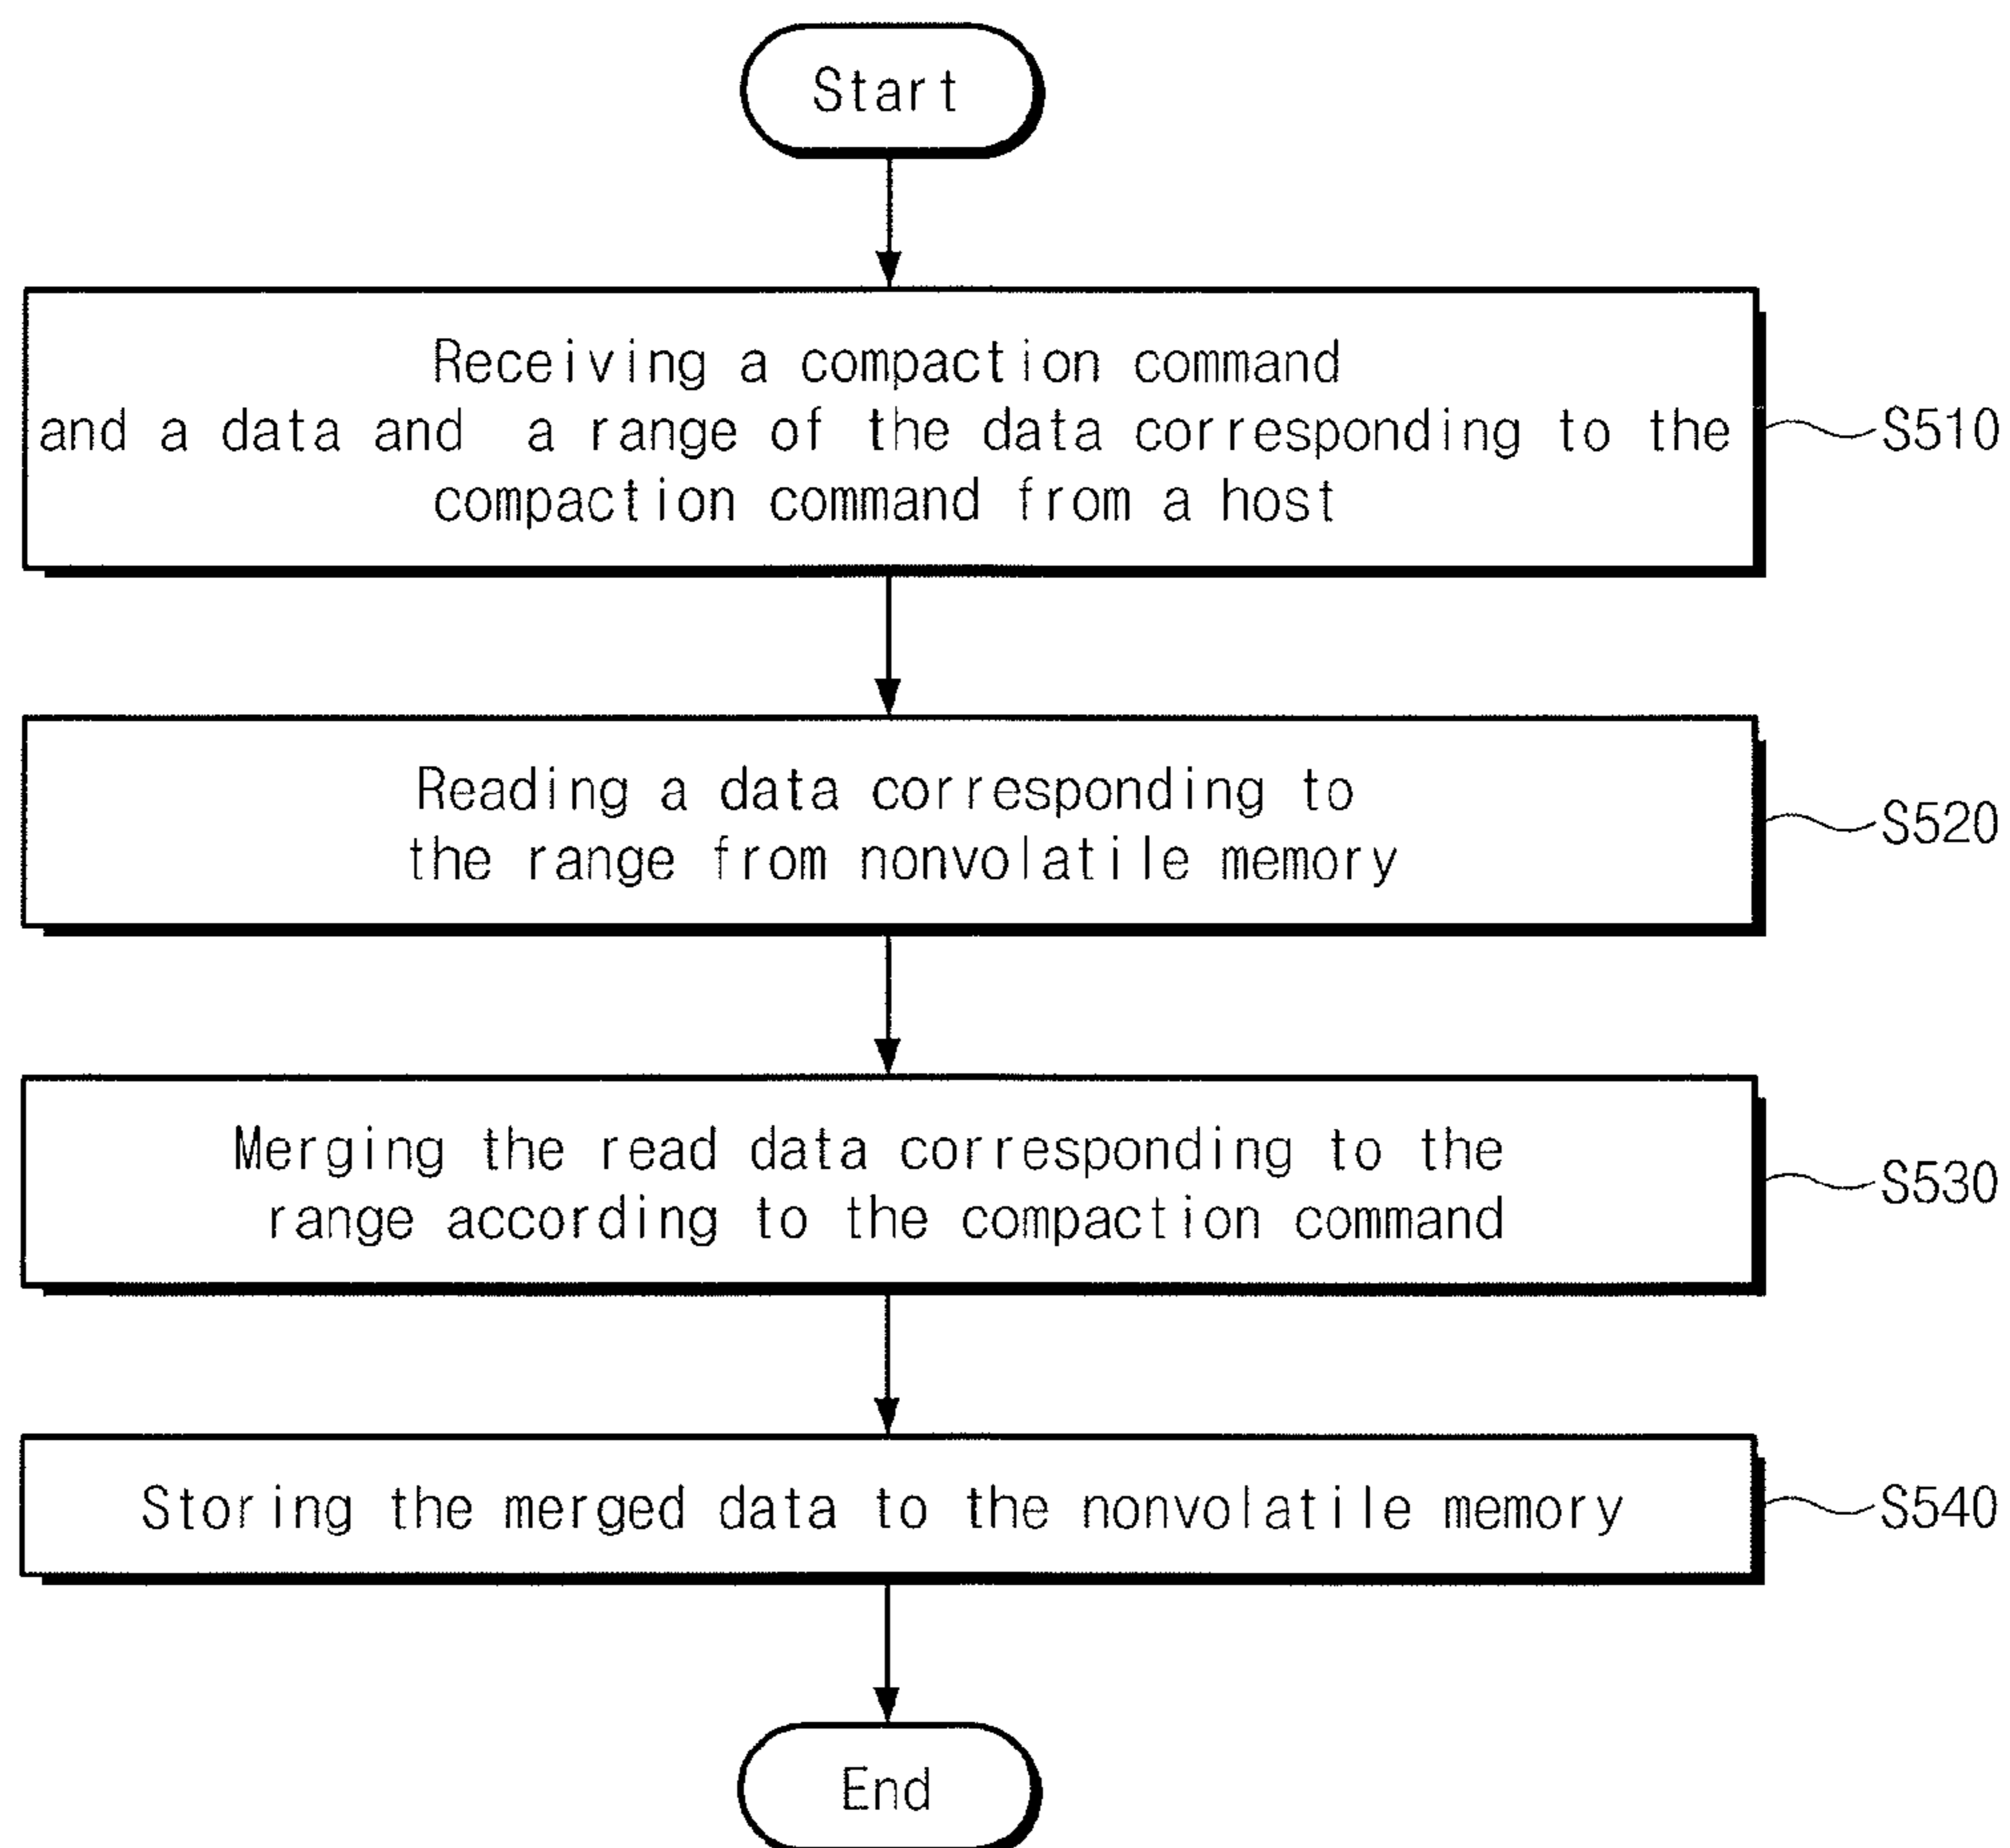 Start
Receiving a compaction command
and a data and a range of the data corresponding to the
compaction command from a host
S510
Reading a data corresponding to
the range from nonvolatile memory
S520
Merging the read data corresponding to the
range according to the compaction command
S530
Storing the merged data to the nonvolatile memory
S540
End